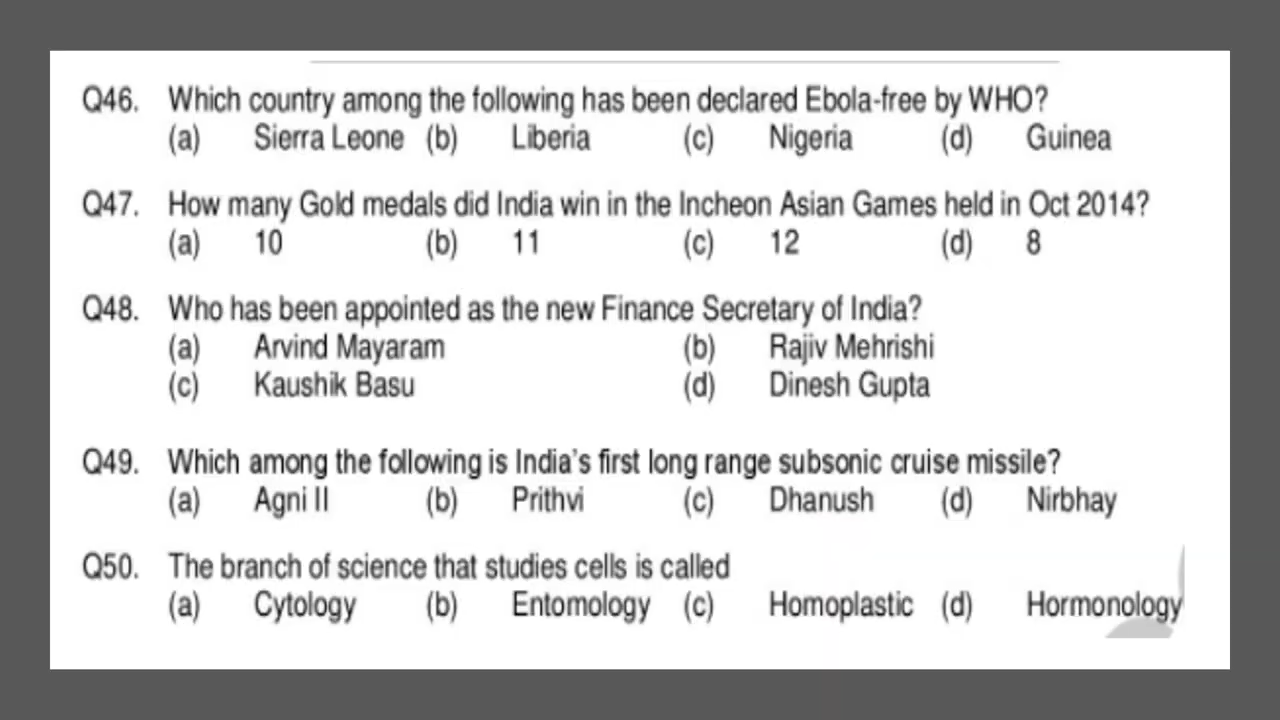 Q46. Which country among the following has been declared Ebola-free by WHO?
(a) Sierra Leone (b) Liberia (c) Nigeria (d) Guinea
Q47. How many Gold medals did India win in the Incheon Asian Games held in Oct 2014?
(a) 10 (b) 11 (c) 12 (d) 8
Q48. Who has been appointed as the new Finance Secretary of India?
(a) Arvind Mayaram (b) Rajiv Mehrishi
(c) Kaushik Basu (d) Dinesh Gupta
Q49. Which among the following is India's first long range subsonic cruise missile?
(a) Agni II (b) Prithvi (c) Dhanush (d) Nirbhay
Q50. The branch of science that studies cells is called
(a) Cytology (b) Entomology (c) Homoplastic (d) Hormonology